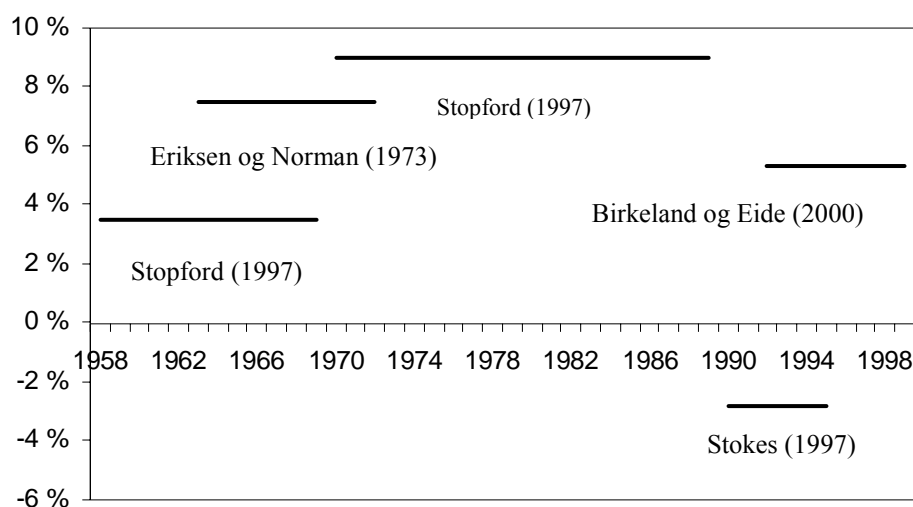 10 %
8 %
Stopford (1997)
6 %
Eriksen og Norman (1973)
4 %
Birkeland og Eide (2000)
2 %
Stopford (1997)
0 %
1958 1962 1966 1970 1974 1978 1982 1986 1990 1994 1998
-2 %
-4 %
Stokes (1997)
-6 %